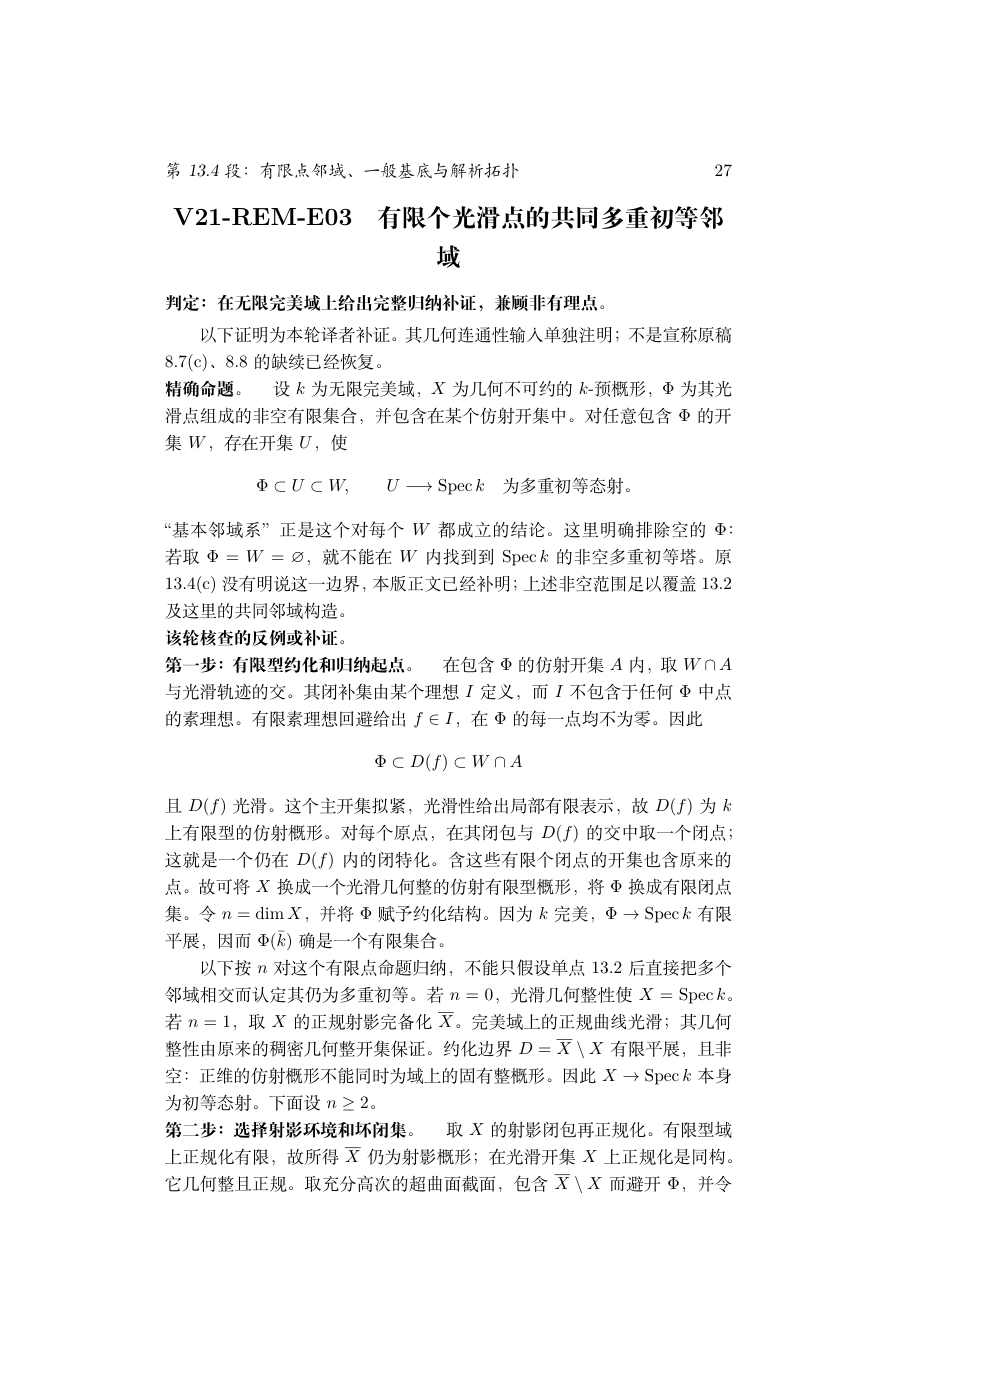 第 13.4 段：有限点邻域、一般基底与解析拓扑 27
V21-REM-E03 有限个光滑点的共同多重初等邻
域
判定：在无限完美域上给出完整归纳补证，兼顾非有理点。
以下证明为本轮译者补证。其几何连通性输入单独注明；不是宣称原稿
8.7(c)、8.8 的缺续已经恢复。
精确命题。 设 k 为无限完美域，X 为几何不可约的 k-预概形，Φ 为其光
滑点组成的非空有限集合，并包含在某个仿射开集中。对任意包含 Φ 的开
集 W，存在开集 U，使
Φ ⊂ U ⊂ W, U ⟶ Spec k 为多重初等态射。
“基本邻域系”正是这个对每个 W 都成立的结论。这里明确排除空的 Φ：
若取 Φ = W = ∅，就不能在 W 内找到到 Spec k 的非空多重初等塔。原
13.4(c) 没有明说这一边界，本版正文已经补明；上述非空范围足以覆盖 13.2
及这里的共同邻域构造。
该轮核查的反例或补证。
第一步：有限型约化和归纳起点。 在包含 Φ 的仿射开集 A 内，取 W ∩ A
与光滑轨迹的交。其闭补集由某个理想 I 定义，而 I 不包含于任何 Φ 中点
的素理想。有限素理想回避给出 f ∈ I，在 Φ 的每一点均不为零。因此
Φ ⊂ D(f) ⊂ W ∩ A
且 D(f) 光滑。这个主开集拟紧，光滑性给出局部有限表示，故 D(f) 为 k
上有限型的仿射概形。对每个原点，在其闭包与 D(f) 的交中取一个闭点；
这就是一个仍在 D(f) 内的闭特化。含这些有限个闭点的开集也含原来的
点。故可将 X 换成一个光滑几何整的仿射有限型概形，将 Φ 换成有限闭点
集。令 n = dim X，并将 Φ 赋予约化结构。因为 k 完美，Φ → Spec k 有限
平展，因而 Φ(k̄) 确是一个有限集合。
以下按 n 对这个有限点命题归纳，不能只假设单点 13.2 后直接把多个
邻域相交而认定其仍为多重初等。若 n = 0，光滑几何整性使 X = Spec k。
若 n = 1，取 X 的正规射影完备化 X̅。完美域上的正规曲线光滑；其几何
整性由原来的稠密几何整开集保证。约化边界 D = X̅ \ X 有限平展，且非
空：正维的仿射概形不能同时为域上的固有整概形。因此 X → Spec k 本身
为初等态射。下面设 n ≥ 2。
第二步：选择射影环境和坏闭集。 取 X 的射影闭包再正规化。有限型域
上正规化有限，故所得 X̅ 仍为射影概形；在光滑开集 X 上正规化是同构。
它几何整且正规。取充分高次的超曲面截面，包含 X̅ \ X 而避开 Φ，并令